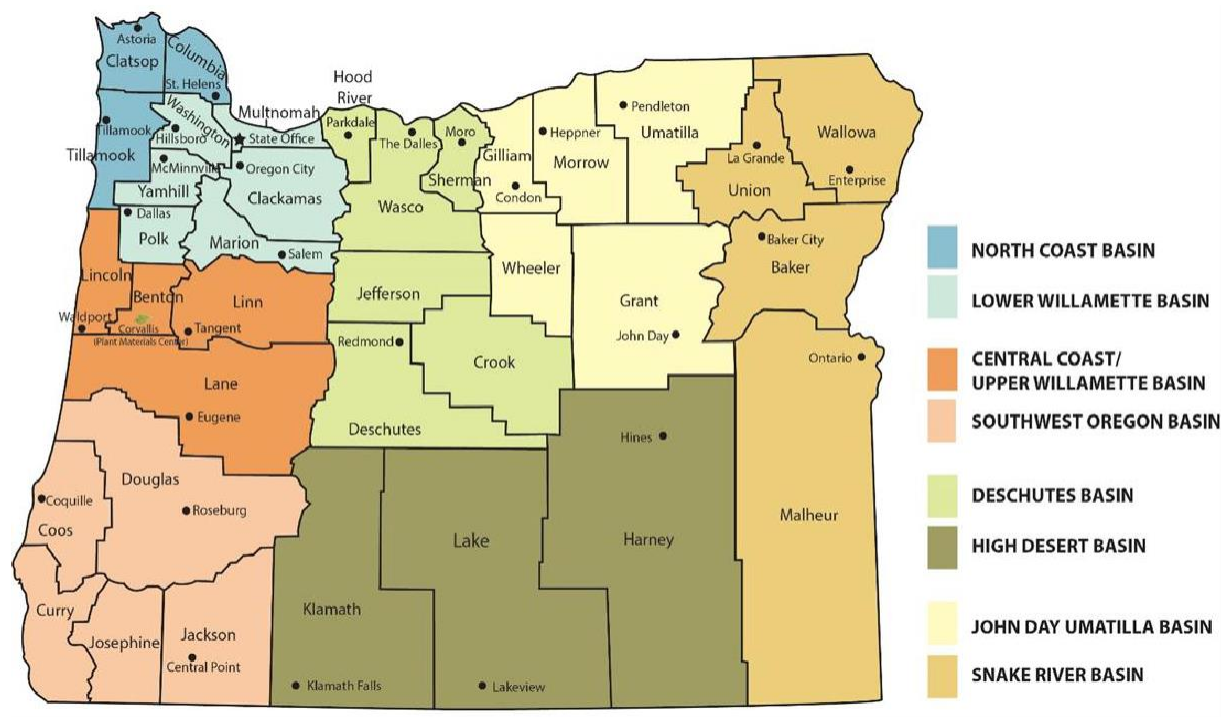 Astoria
Clatsop
Columbia
St. Helens
Hood
River
Multnomah
Washington
Tillamook
Hillsboro
State Office
Tillamook
McMinnville
Oregon City
Yamhill
Clackamas
Dallas
Polk
Marion
Salem
Parkdale
The Dalles
Moro
Sherman
Wasco
Gilliam
Condon
Heppner
Morrow
Pendleton
Umatilla
La Grande
Union
Wallowa
Enterprise
Baker City
Baker
Wheeler
Grant
John Day
Lincoln
Benton
Linn
Waldport
Corvallis
(Plant Materials Center)
Tangent
Jefferson
Redmond
Crook
Deschutes
Lane
Eugene
Ontario
Hines
Douglas
Coquille
Roseburg
Coos
Lake
Harney
Malheur
Curry
Josephine
Jackson
Central Point
Klamath
Klamath Falls
Lakeview
NORTH COAST BASIN
LOWER WILLAMETTE BASIN
CENTRAL COAST/
UPPER WILLAMETTE BASIN
SOUTHWEST OREGON BASIN
DESCHUTES BASIN
HIGH DESERT BASIN
JOHN DAY UMATILLA BASIN
SNAKE RIVER BASIN